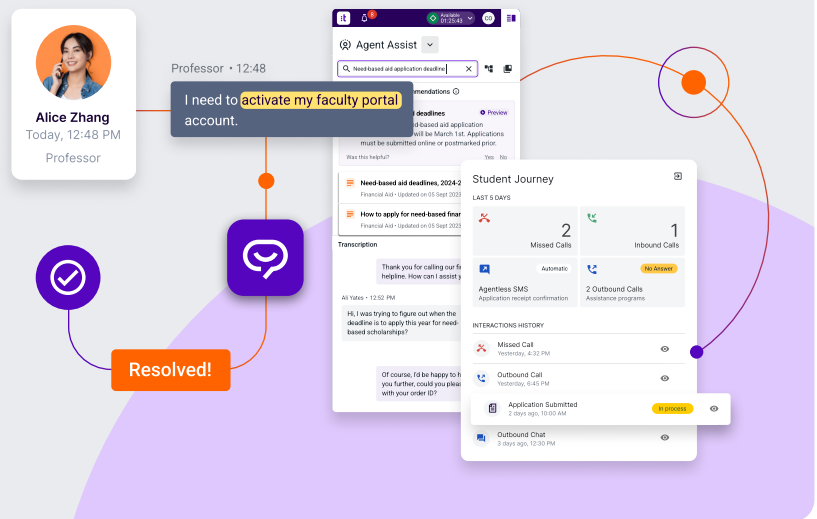 Alice Zhang
Today, 12:48 PM
Professor
Professor • 12:48
I need to activate my faculty portal
account.
Resolved!
:t
8
Available
01:25:43
CO
Agent Assist
Need-based aid application deadline
mmendations
d deadlines
Preview
d-based aid application
will be March 1st. Applications
must be submitted online or postmarked prior.
Was this helpful?
Yes
No
Need-based aid deadlines, 2024-2
Financial Aid • Updated on 05 Sept 2023
How to apply for need-based finan
Financial Aid • Updated on 05 Sept
Transcription
Thank you for calling our fi
helpline. How can I assist y
Ali Yates • 12:52 PM
Hi, I was trying to figure out when the
deadline is to apply this year for need-
based scholarships?
Of course, I'd be happy to h
you further, could you pleas
with your order ID?
Student Journey
LAST 5 DAYS
2
Missed Calls
1
Inbound Calls
Automatic
Agentless SMS
Application receipt confirmation
No Answer
2 Outbound Calls
Assistance programs
INTERACTIONS HISTORY
Missed Call
Yesterday, 4:32 PM
Outbound Call
Yesterday, 6:45 PM
Application Submitted
2 days ago, 10:00 AM
In process
Outbound Chat
3 days ago, 12:30 PM